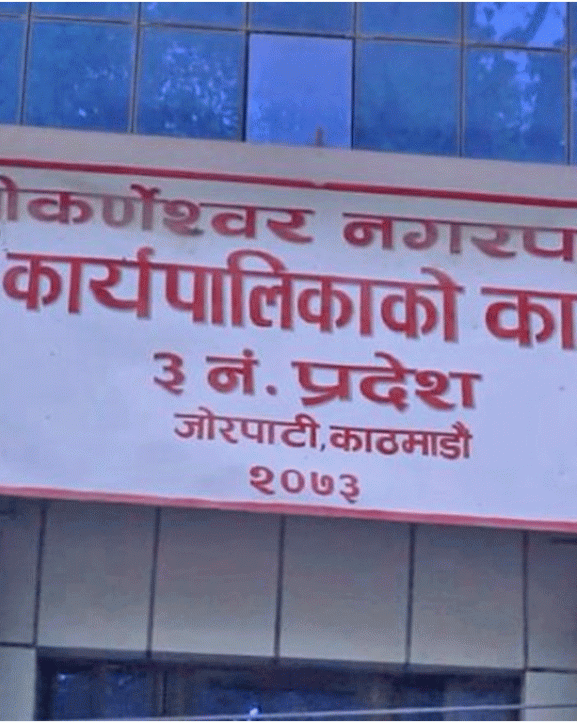 ोकर्णेश्वर नगरप
कार्यपालिकाको का
३ नं. प्रदेश
जोरपाटी,काठमाडौ
२०७३